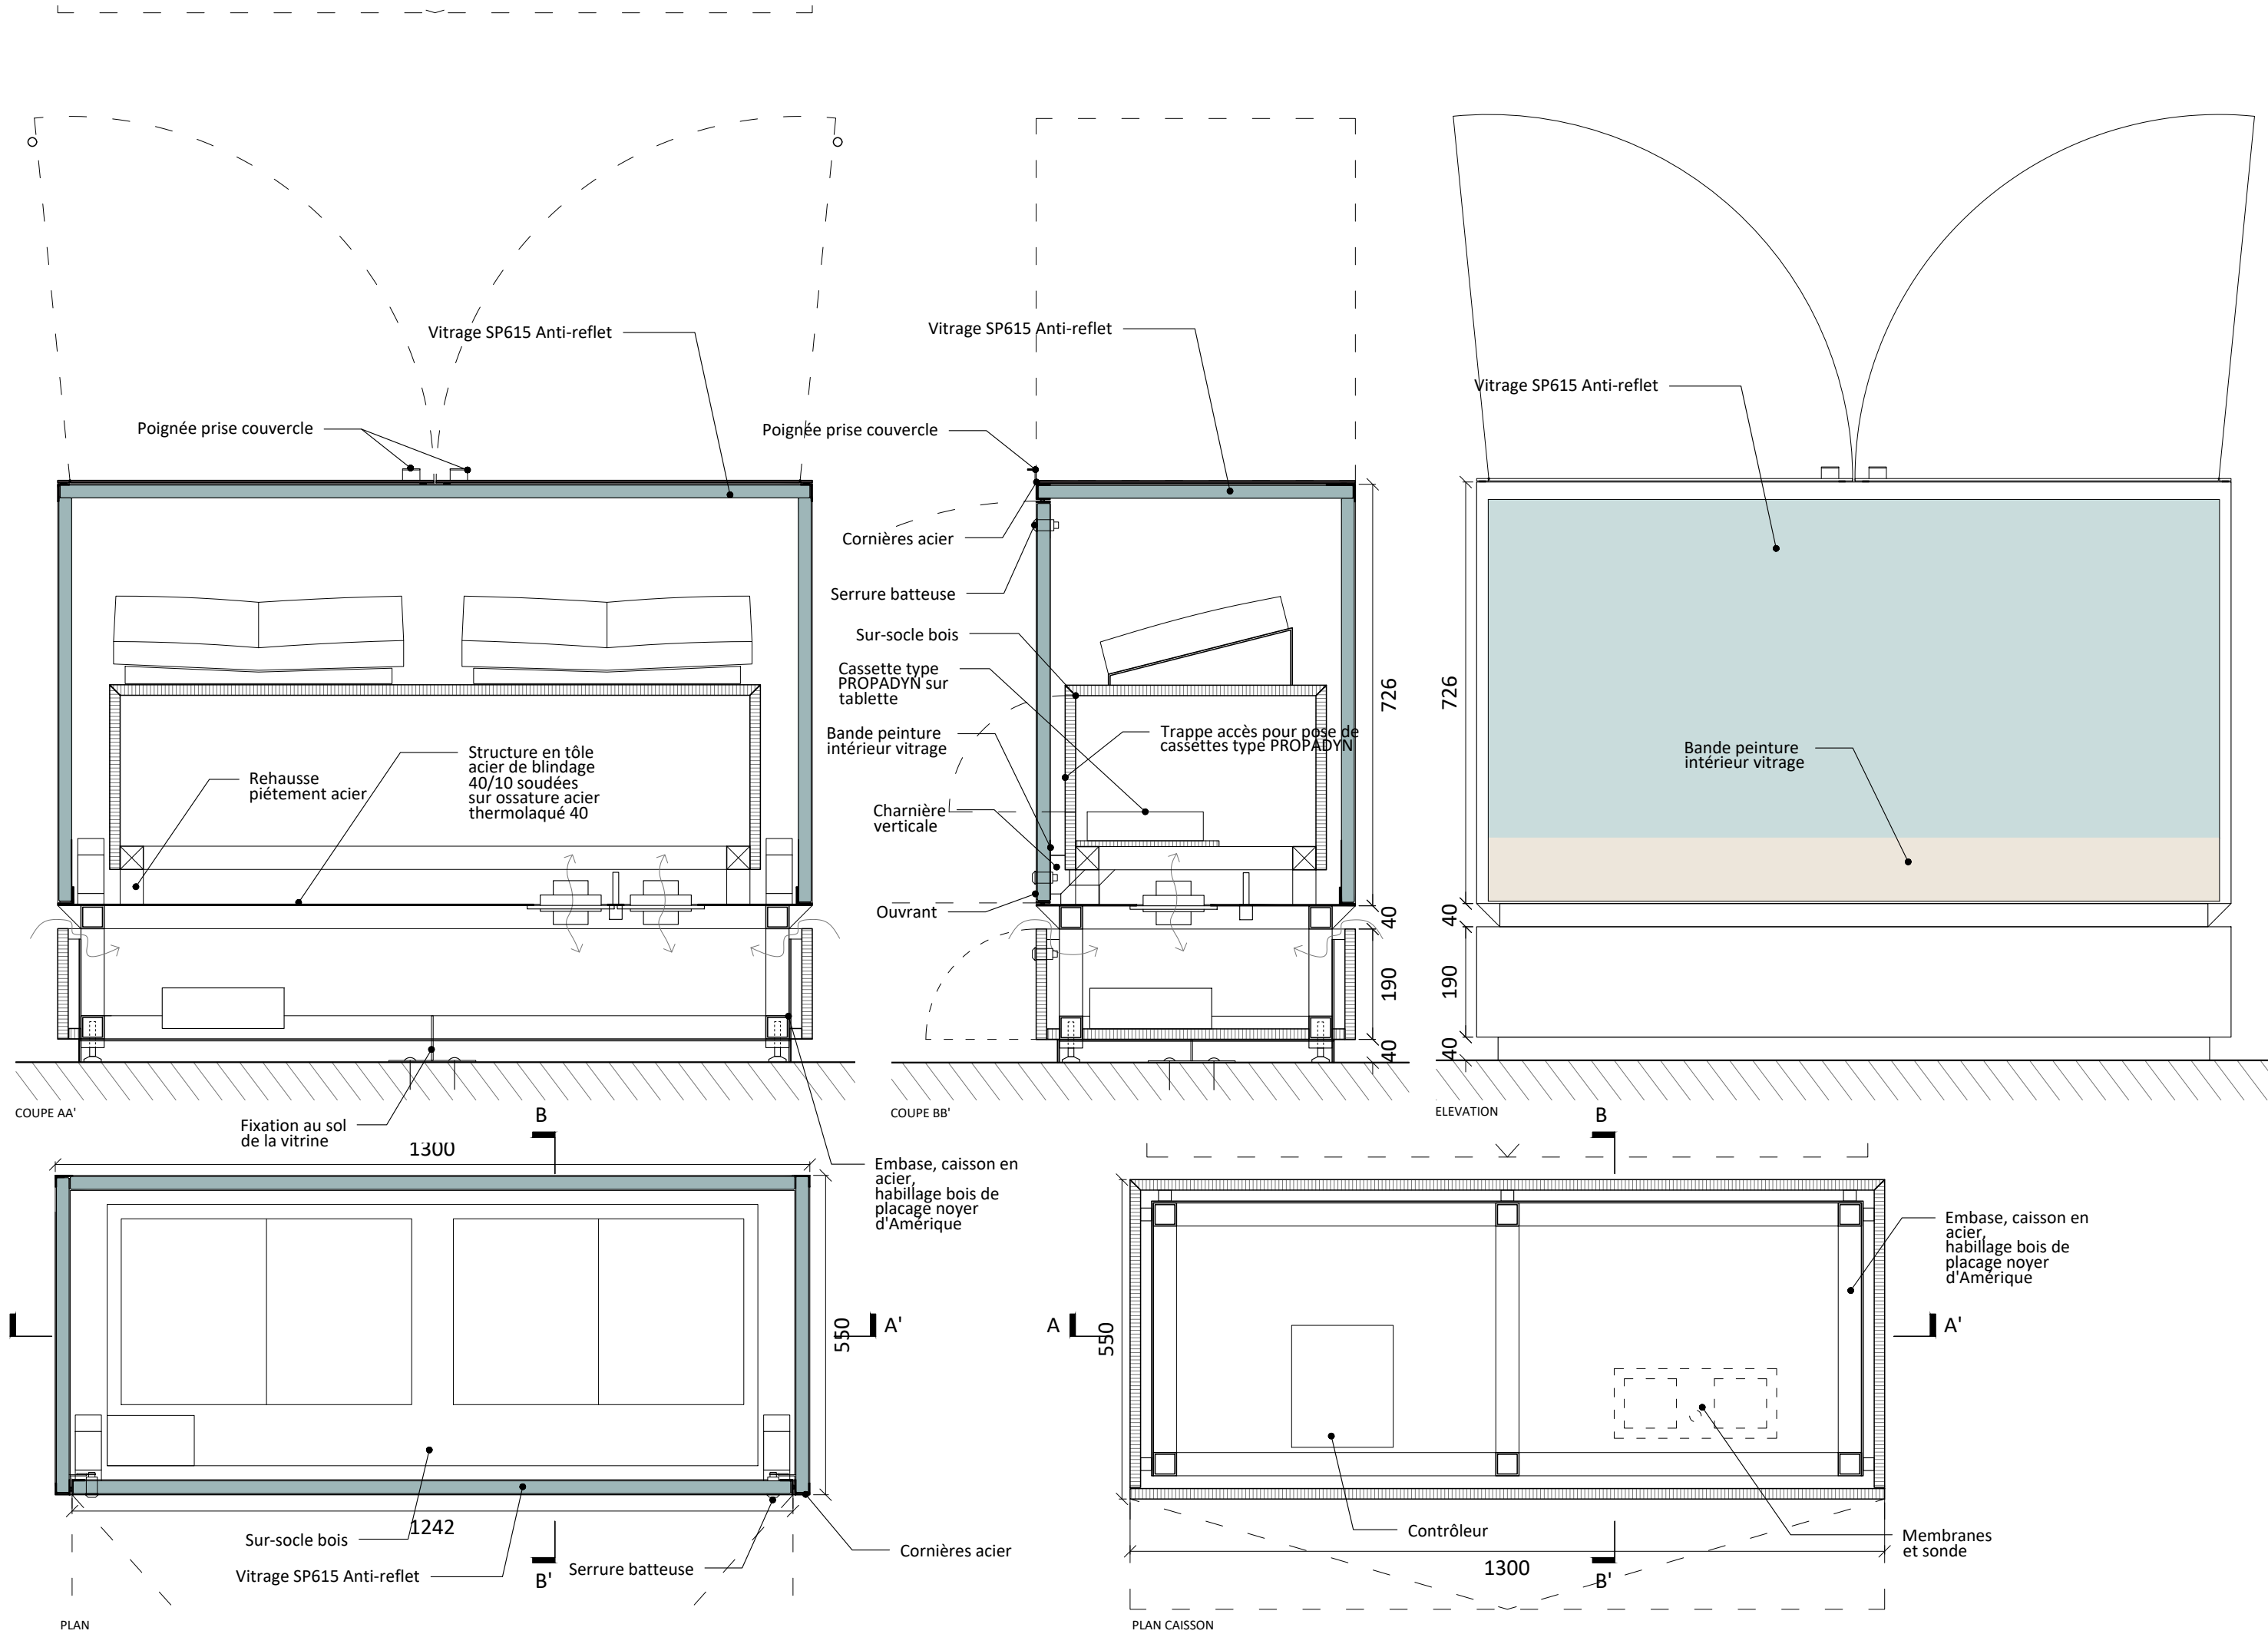 Vitrage SP615 Anti-reflet
Poignée prise couvercle
Rehausse
piétement acier
Structure en tôle
acier de blindage
40/10 soudées
sur ossature acier
thermolaqué 40
COUPE AA'
Fixation au sol
de la vitrine
Embase, caisson en
acier,
habillage bois de
placage noyer
d'Amérique
Vitrage SP615 Anti-reflet
Poignée prise couvercle
Cornières acier
Serrure batteuse
Sur-socle bois
Cassette type
PROPADYN sur
tablette
Bande peinture
intérieur vitrage
Trappe accès pour pose de
cassettes type PROPADYN
Charnière
verticale
Ouvrant
726
40
190
40
COUPE BB'
Vitrage SP615 Anti-reflet
Bande peinture
intérieur vitrage
726
40
190
40
ELEVATION
B
1300
550
A'
1242
Sur-socle bois
Vitrage SP615 Anti-reflet
B'
Serrure batteuse
Cornières acier
PLAN
B
A
550
A'
Embase, caisson en
acier,
habillage bois de
placage noyer
d'Amérique
Contrôleur
Membranes
et sonde
1300
B'
PLAN CAISSON